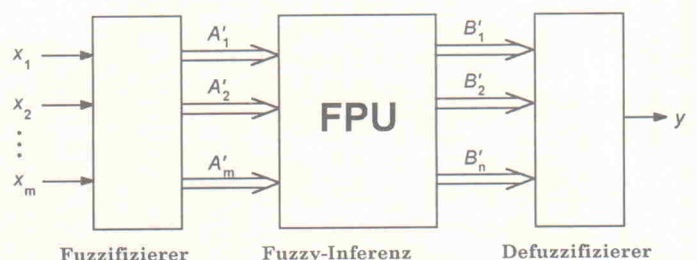 x₁
x₂
⋮
xₘ
A′₁
A′₂
A′ₘ
FPU
B′₁
B′₂
B′ₙ
y
Fuzzifizierer
Fuzzy-Inferenz
Defuzzifizierer